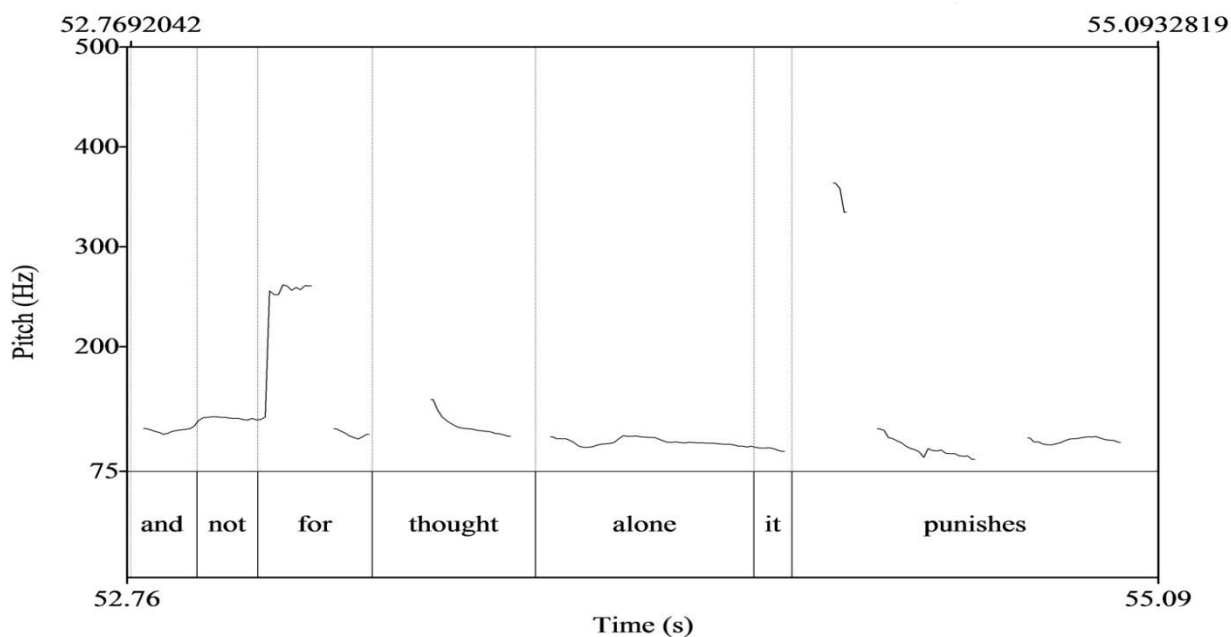 52.7692042 55.0932819
500
400
300
200
75
Pitch (Hz)
and not for thought alone it punishes
52.76 55.09
Time (s)